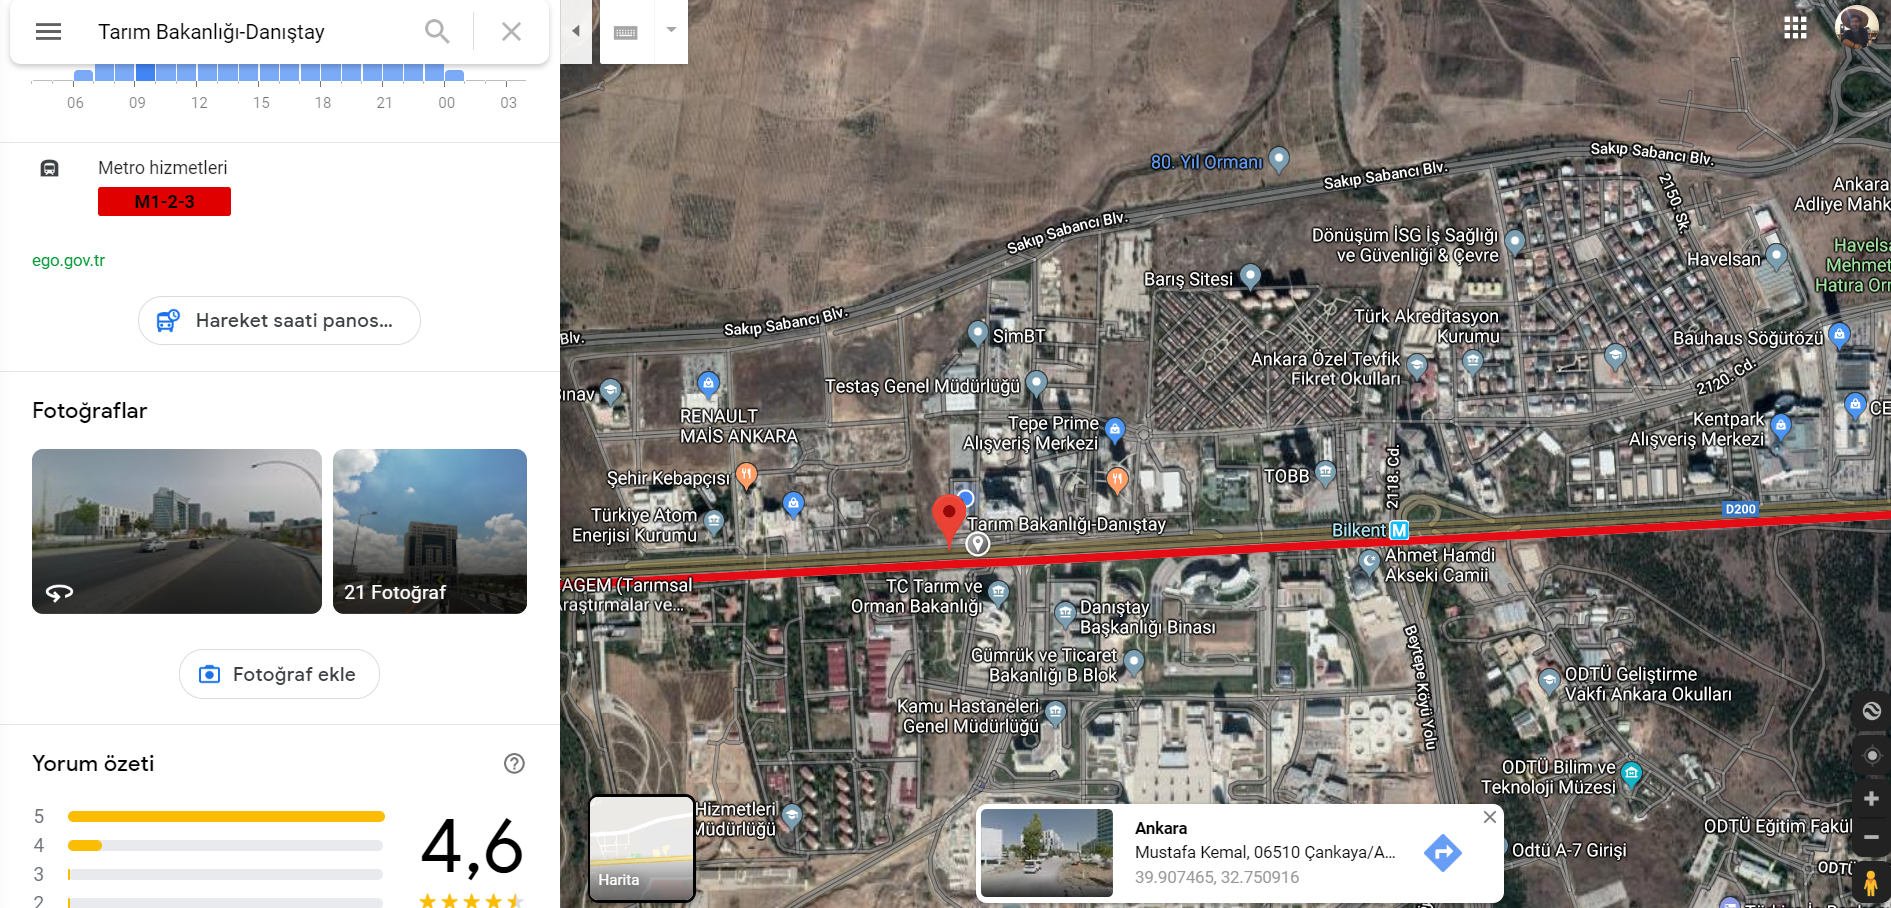 Tarım Bakanlığı-Danıştay
06 09 12 15 18 21 00 03
Metro hizmetleri
M1-2-3
ego.gov.tr
Hareket saati panos...
Fotoğraflar
21 Fotoğraf
Fotoğraf ekle
Yorum özeti
5
4
3
2
4,6
80. Yıl Ormanı
Sakıp Sabancı Blv.
Sakıp Sabancı Blv.
Sakıp Sabancı Blv.
Sakıp Sabancı Blv.
Blv.
2150. Sk.
Ankara
Adliye Mahk
Dönüşüm İSG İş Sağlığı
ve Güvenliği & Çevre
Havelsan
Havelsa
Mehmet
Hatıra Orr
Barış Sitesi
SimBT
Türk Akreditasyon
Kurumu
Bauhaus Söğütözü
Ankara Özel Tevfik
Fikret Okulları
2120. Cd.
Testaş Genel Müdürlüğü
ınav
RENAULT
MAİS ANKARA
Tepe Prime
Alışveriş Merkezi
Kentpark
Alışveriş Merkezi
CE
Şehir Kebapçısı
TOBB
2118. Cd.
Türkiye Atom
Enerjisi Kurumu
Tarım Bakanlığı-Danıştay
Bilkent M
D200
Ahmet Hamdi
Akseki Camii
TAGEM (Tarımsal
Araştırmalar ve...
TC Tarım ve
Orman Bakanlığı
Danıştay
Başkanlığı Binası
Gümrük ve Ticaret
Bakanlığı B Blok
Beytepe Köyü Yolu
ODTÜ Geliştirme
Vakfı Ankara Okulları
Kamu Hastaneleri
Genel Müdürlüğü
ODTÜ Bilim ve
Teknoloji Müzesi
Hizmetleri
Müdürlüğü
ODTÜ Eğitim Fakül
Odtü A-7 Girişi
ODTÜ
Harita
Ankara
Mustafa Kemal, 06510 Çankaya/A...
39.907465, 32.750916